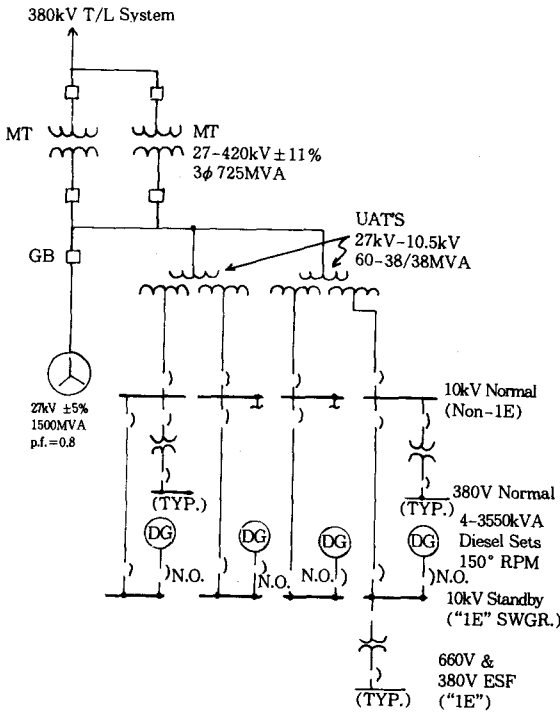 380kV T/L System
MT
MT
27-420kV ±11%
3ϕ 725MVA
UAT'S
27kV-10.5kV
60-38/38MVA
GB
27kV ±5%
1500MVA
p.f.=0.8
10kV Normal
(Non-1E)
(TYP.)
380V Normal
(TYP.)
DG
DG
DG
DG
4-3550kVA
Diesel Sets
150° RPM
N.O.
N.O.
N.O.
N.O.
10kV Standby
("1E" SWGR.)
660V &
380V ESF
("1E")
(TYP.)